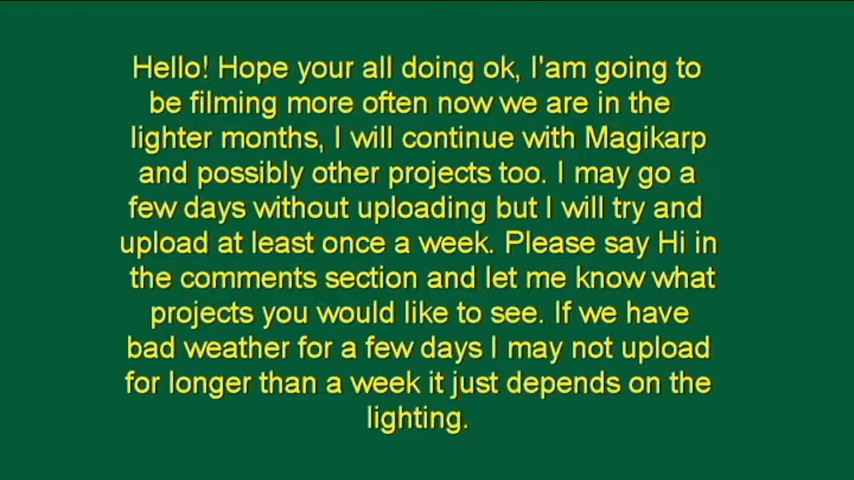 Hello! Hope your all doing ok, I'am going to
be filming more often now we are in the
lighter months, I will continue with Magikarp
and possibly other projects too. I may go a
few days without uploading but I will try and
upload at least once a week. Please say Hi in
the comments section and let me know what
projects you would like to see. If we have
bad weather for a few days I may not upload
for longer than a week it just depends on the
lighting.